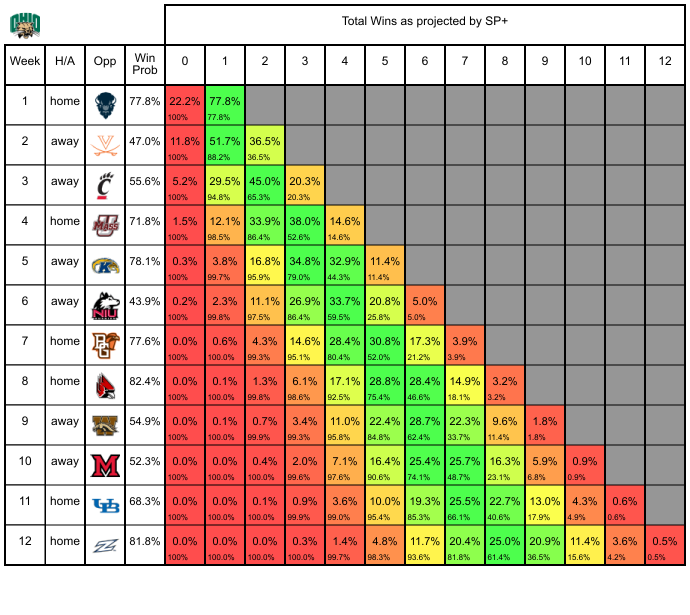 OHIO
Total Wins as projected by SP+
Week H/A Opp Win Prob 0 1 2 3 4 5 6 7 8 9 10 11 12
1 home 77.8% 22.2% 77.8%
100% 77.8%
2 away V 47.0% 11.8% 51.7% 36.5%
100% 88.2% 36.5%
3 away C 55.6% 5.2% 29.5% 45.0% 20.3%
100% 94.8% 65.3% 20.3%
4 home UMass 71.8% 1.5% 12.1% 33.9% 38.0% 14.6%
100% 98.5% 86.4% 52.6% 14.6%
5 away K 78.1% 0.3% 3.8% 16.8% 34.8% 32.9% 11.4%
100% 99.7% 95.9% 79.0% 44.3% 11.4%
6 away NIU 43.9% 0.2% 2.3% 11.1% 26.9% 33.7% 20.8% 5.0%
100% 99.8% 97.5% 86.4% 59.5% 25.8% 5.0%
7 home BG 77.6% 0.0% 0.6% 4.3% 14.6% 28.4% 30.8% 17.3% 3.9%
100% 100.0% 99.3% 95.1% 80.4% 52.0% 21.2% 3.9%
8 home 82.4% 0.0% 0.1% 1.3% 6.1% 17.1% 28.8% 28.4% 14.9% 3.2%
100% 100.0% 99.8% 98.6% 92.5% 75.4% 46.6% 18.1% 3.2%
9 away W 54.9% 0.0% 0.1% 0.7% 3.4% 11.0% 22.4% 28.7% 22.3% 9.6% 1.8%
100% 100.0% 99.9% 99.3% 95.8% 84.8% 62.4% 33.7% 11.4% 1.8%
10 away M 52.3% 0.0% 0.0% 0.4% 2.0% 7.1% 16.4% 25.4% 25.7% 16.3% 5.9% 0.9%
100% 100.0% 100.0% 99.6% 97.6% 90.6% 74.1% 48.7% 23.1% 6.8% 0.9%
11 home UB 68.3% 0.0% 0.0% 0.1% 0.9% 3.6% 10.0% 19.3% 25.5% 22.7% 13.0% 4.3% 0.6%
100% 100.0% 100.0% 99.9% 99.0% 95.4% 85.3% 66.1% 40.6% 17.9% 4.9% 0.6%
12 home Z 81.8% 0.0% 0.0% 0.0% 0.3% 1.4% 4.8% 11.7% 20.4% 25.0% 20.9% 11.4% 3.6% 0.5%
100% 100.0% 100.0% 100.0% 99.7% 98.3% 93.6% 81.8% 61.4% 36.5% 15.6% 4.2% 0.5%